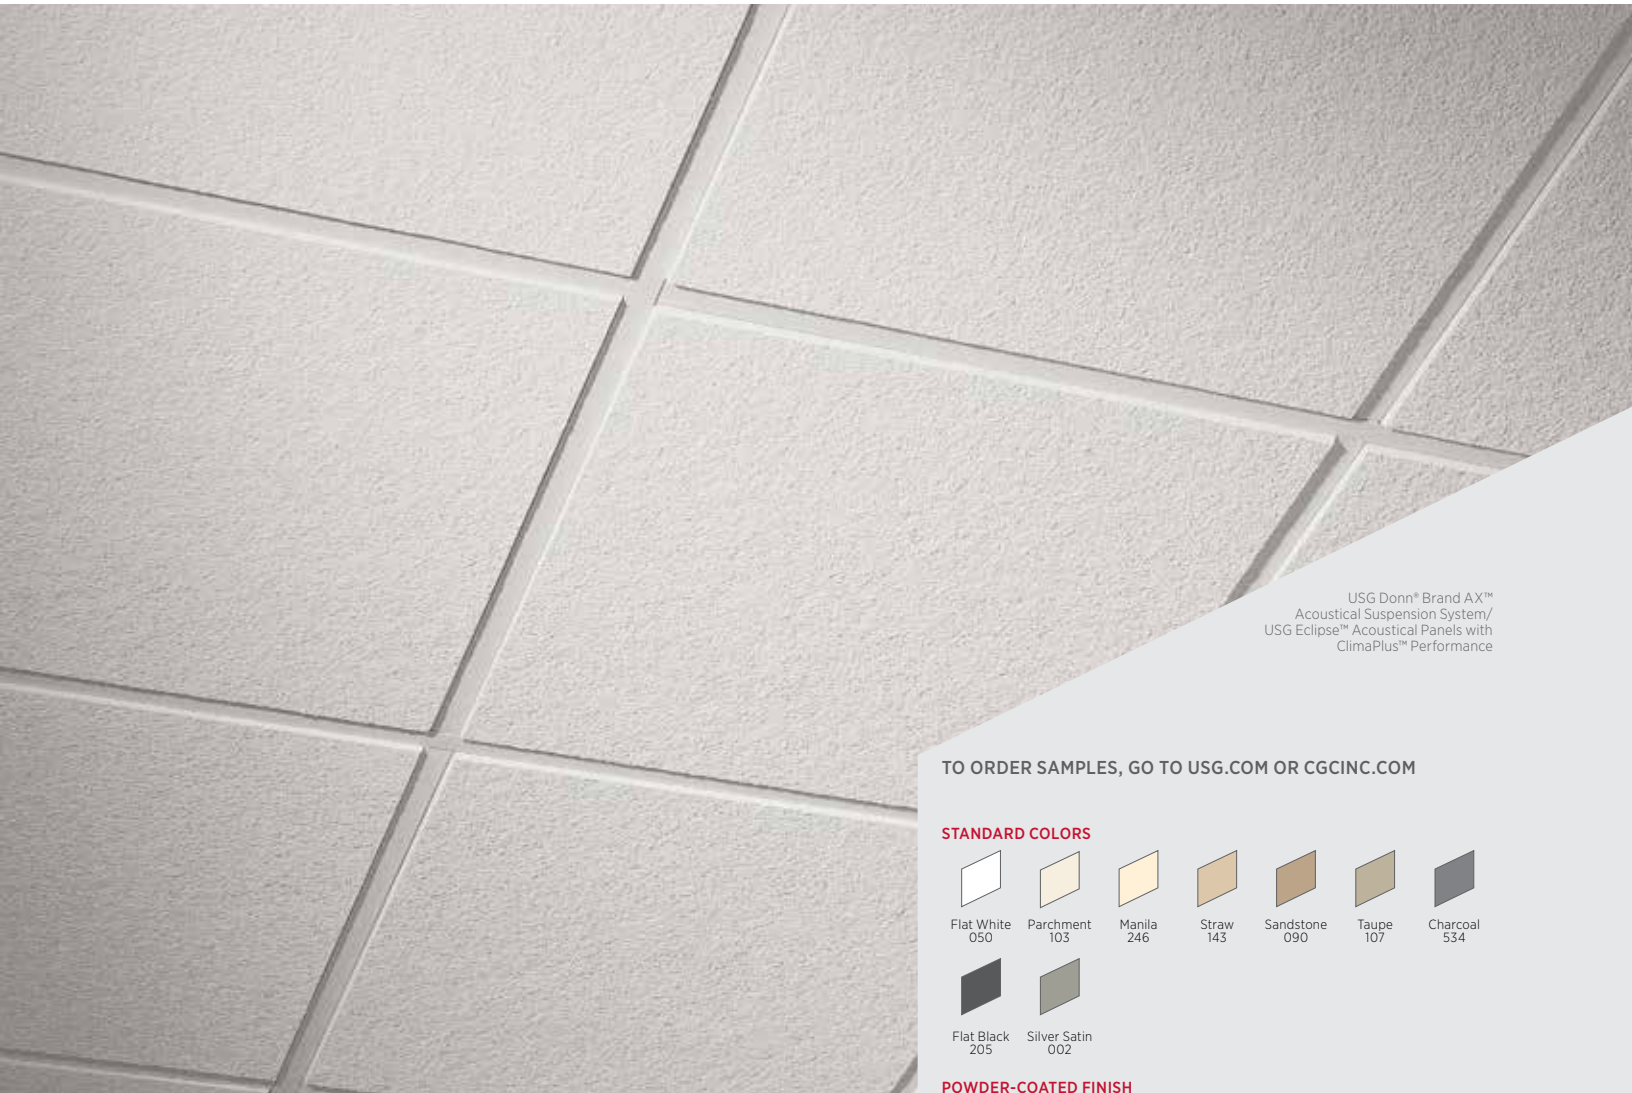 USG Donn® Brand AX™
Acoustical Suspension System/
USG Eclipse™ Acoustical Panels with
ClimaPlus™ Performance
TO ORDER SAMPLES, GO TO USG.COM OR CGCINC.COM
STANDARD COLORS
Flat White Parchment Manila Straw Sandstone Taupe Charcoal
050 103 246 143 090 107 534
Flat Black Silver Satin
205 002
POWDER-COATED FINISH